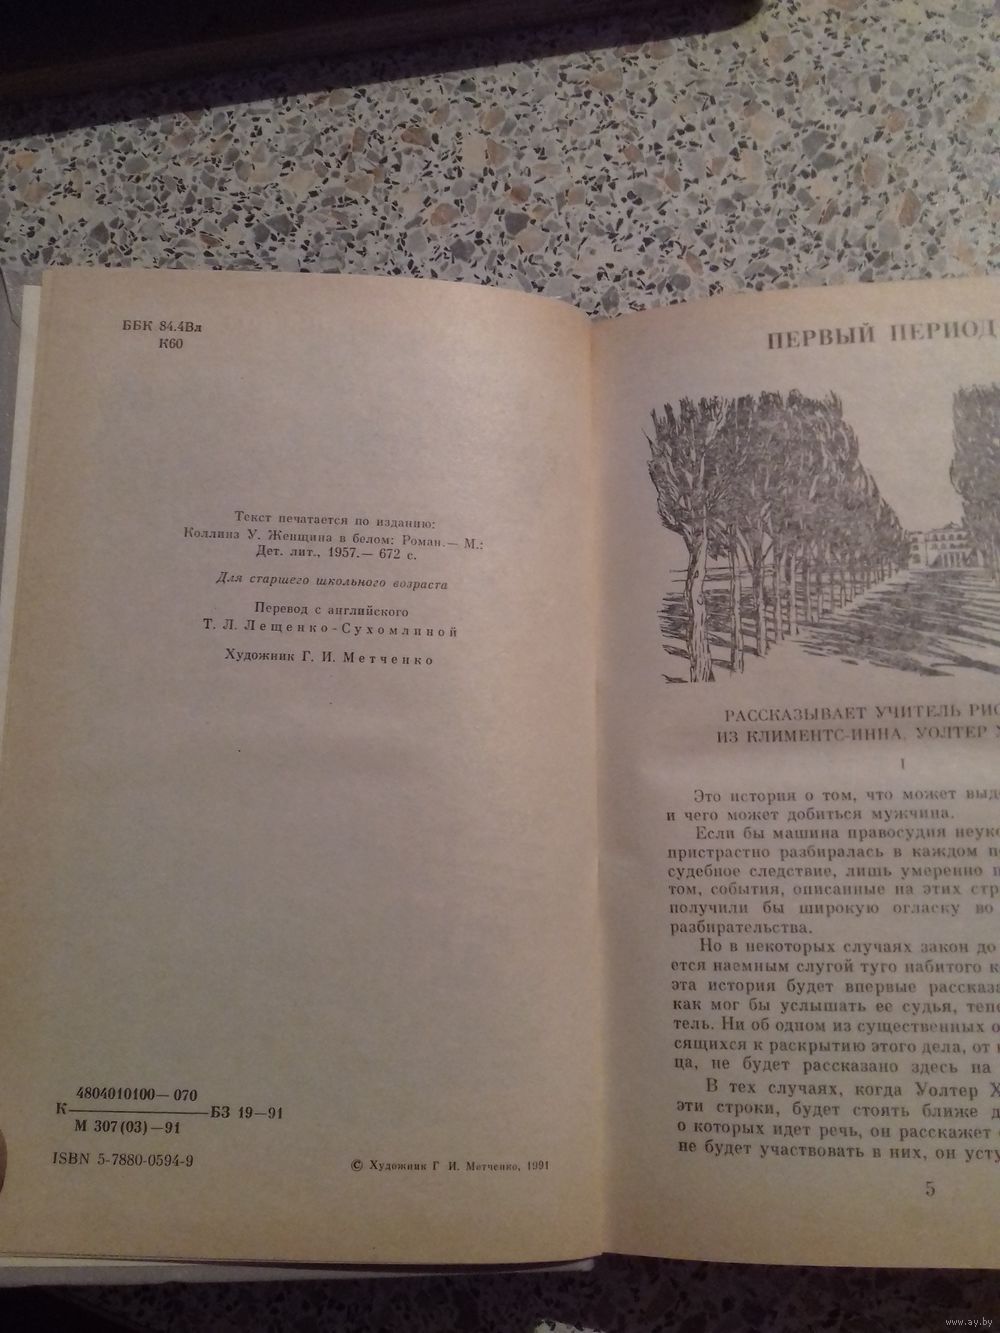 ББК 84.4Вл
К60
Текст печатается по изданию:
Коллинз У. Женщина в белом: Роман.— М.:
Дет. лит., 1957.— 672 с.
Для старшего школьного возраста
Перевод с английского
Т. Л. Лещенко-Сухомлиной
Художник Г. И. Метченко
4804010100—070
К————БЗ 19—91
М 307(03)—91
ISBN 5-7880-0594-9
© Художник Г И. Метченко, 1991
ПЕРВЫЙ ПЕРИОД
РАССКАЗЫВАЕТ УЧИТЕЛЬ РИС
ИЗ КЛИМЕНТС-ИННА, УОЛТЕР Х
I
Это история о том, что может выд
и чего может добиться мужчина.
Если бы машина правосудия неук
пристрастно разбиралась в каждом п
судебное следствие, лишь умеренно п
том, события, описанные на этих стр
получили бы широкую огласку во
разбирательства.
Но в некоторых случаях закон до
ется наемным слугой туго набитого к
эта история будет впервые рассказа
как мог бы услышать ее судья, тепе
тель. Ни об одном из существенных о
сящихся к раскрытию этого дела, от
ца, не будет рассказано здесь на
В тех случаях, когда Уолтер Х
эти строки, будет стоять ближе д
о которых идет речь, он расскажет
не будет участвовать в них, он усту
5
www.ay.by